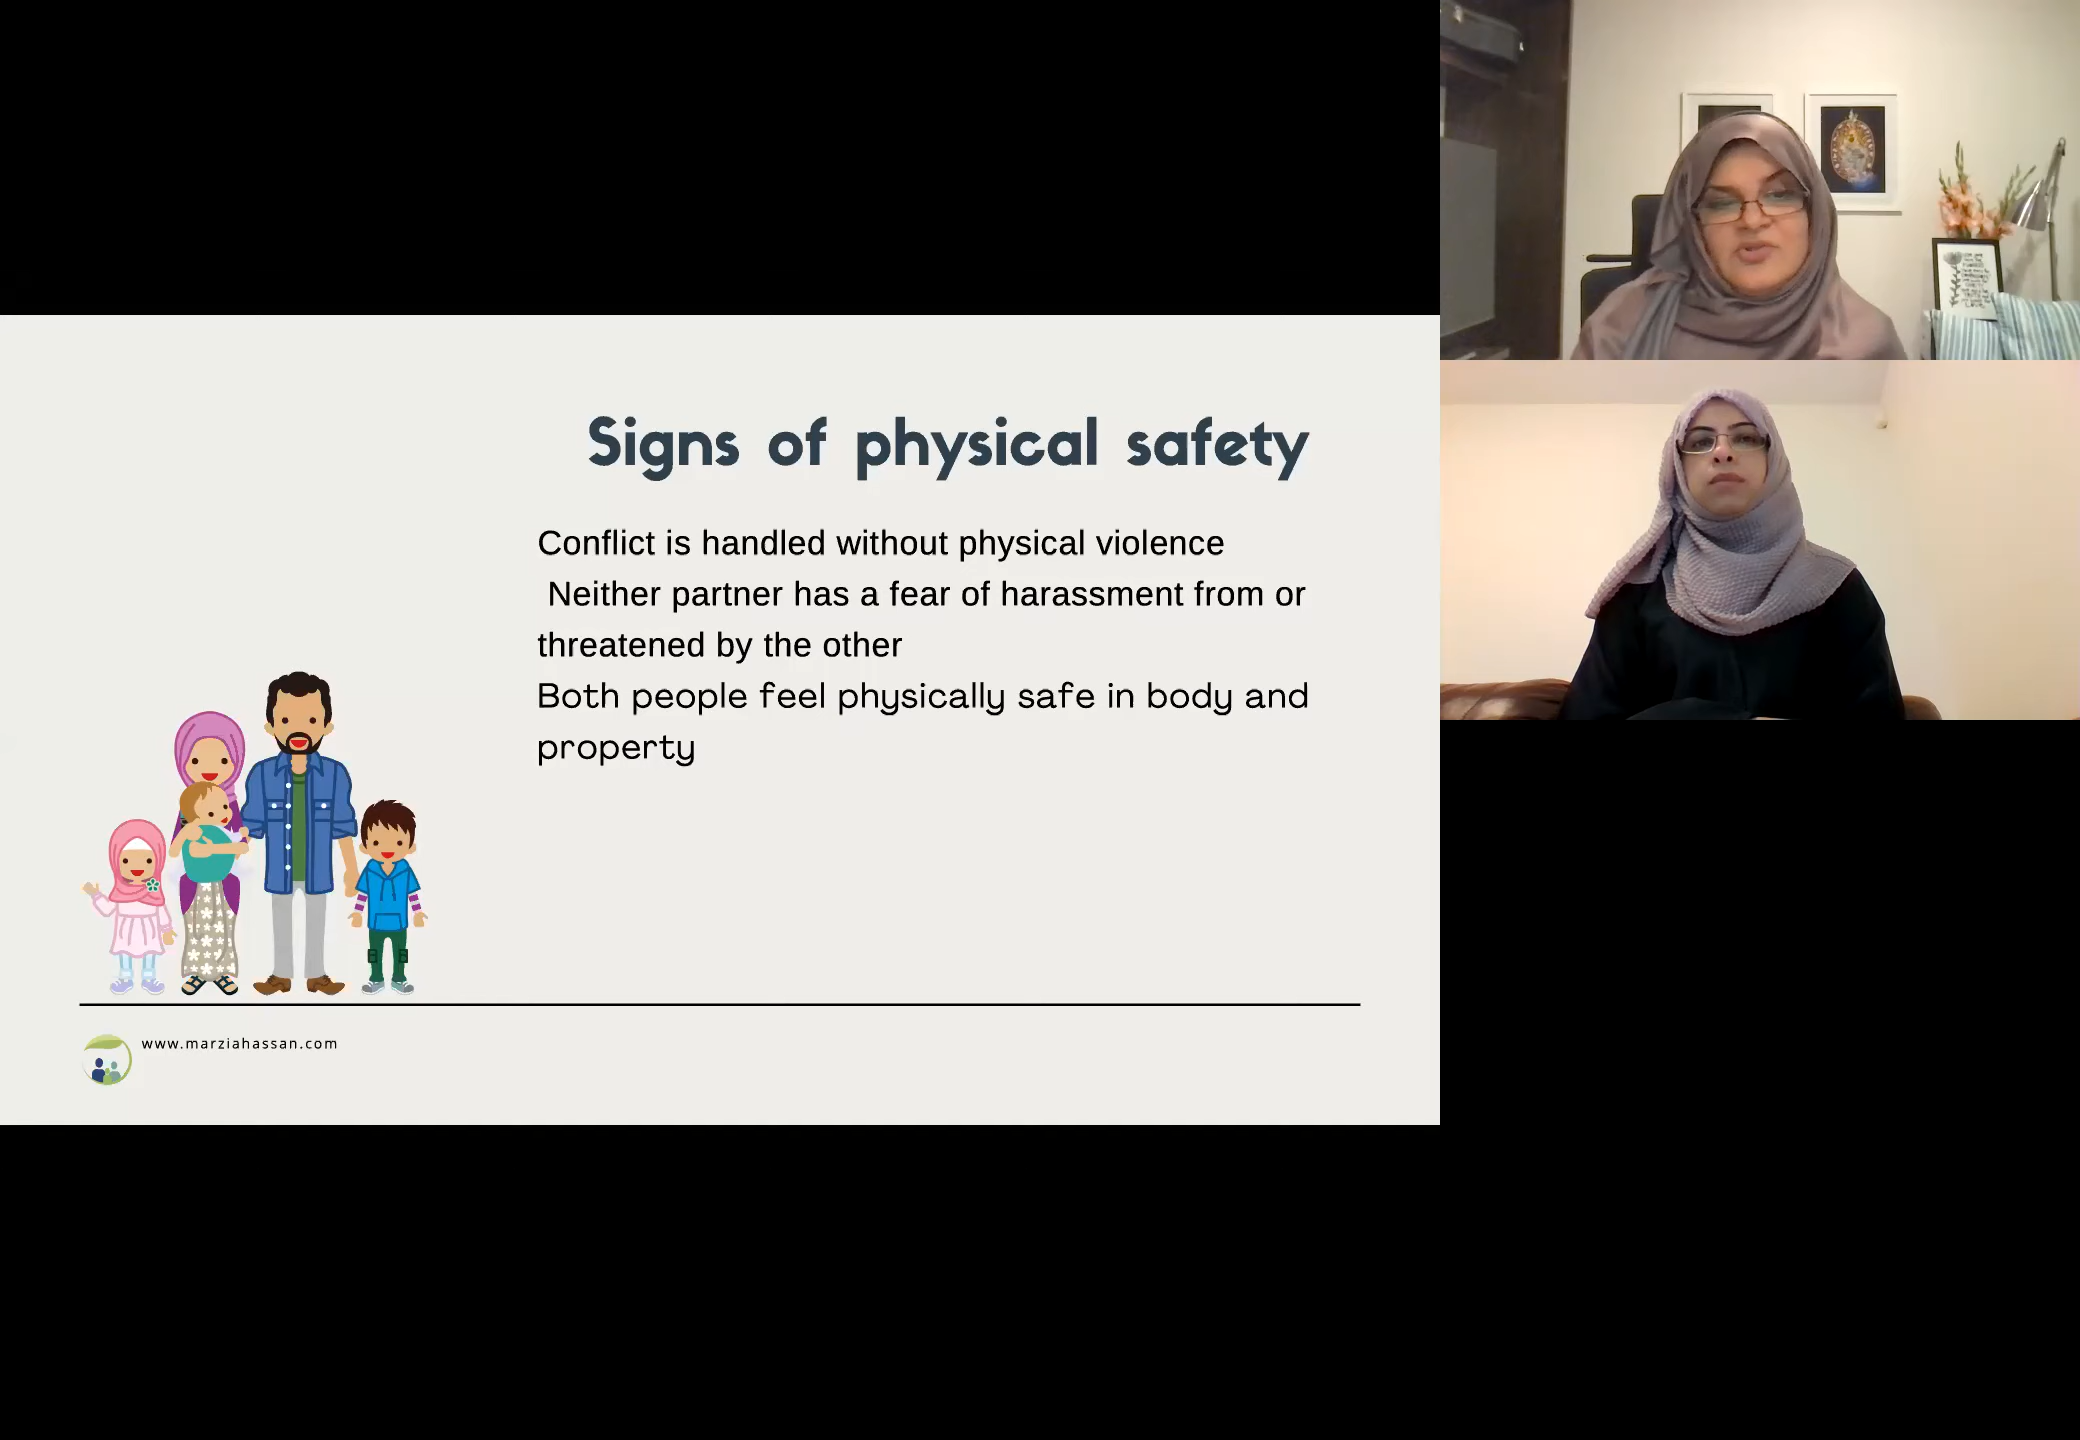 Signs of physical safety
Conflict is handled without physical violence
Neither partner has a fear of harassment from or
threatened by the other
Both people feel physically safe in body and
property
www.marziahassan.com